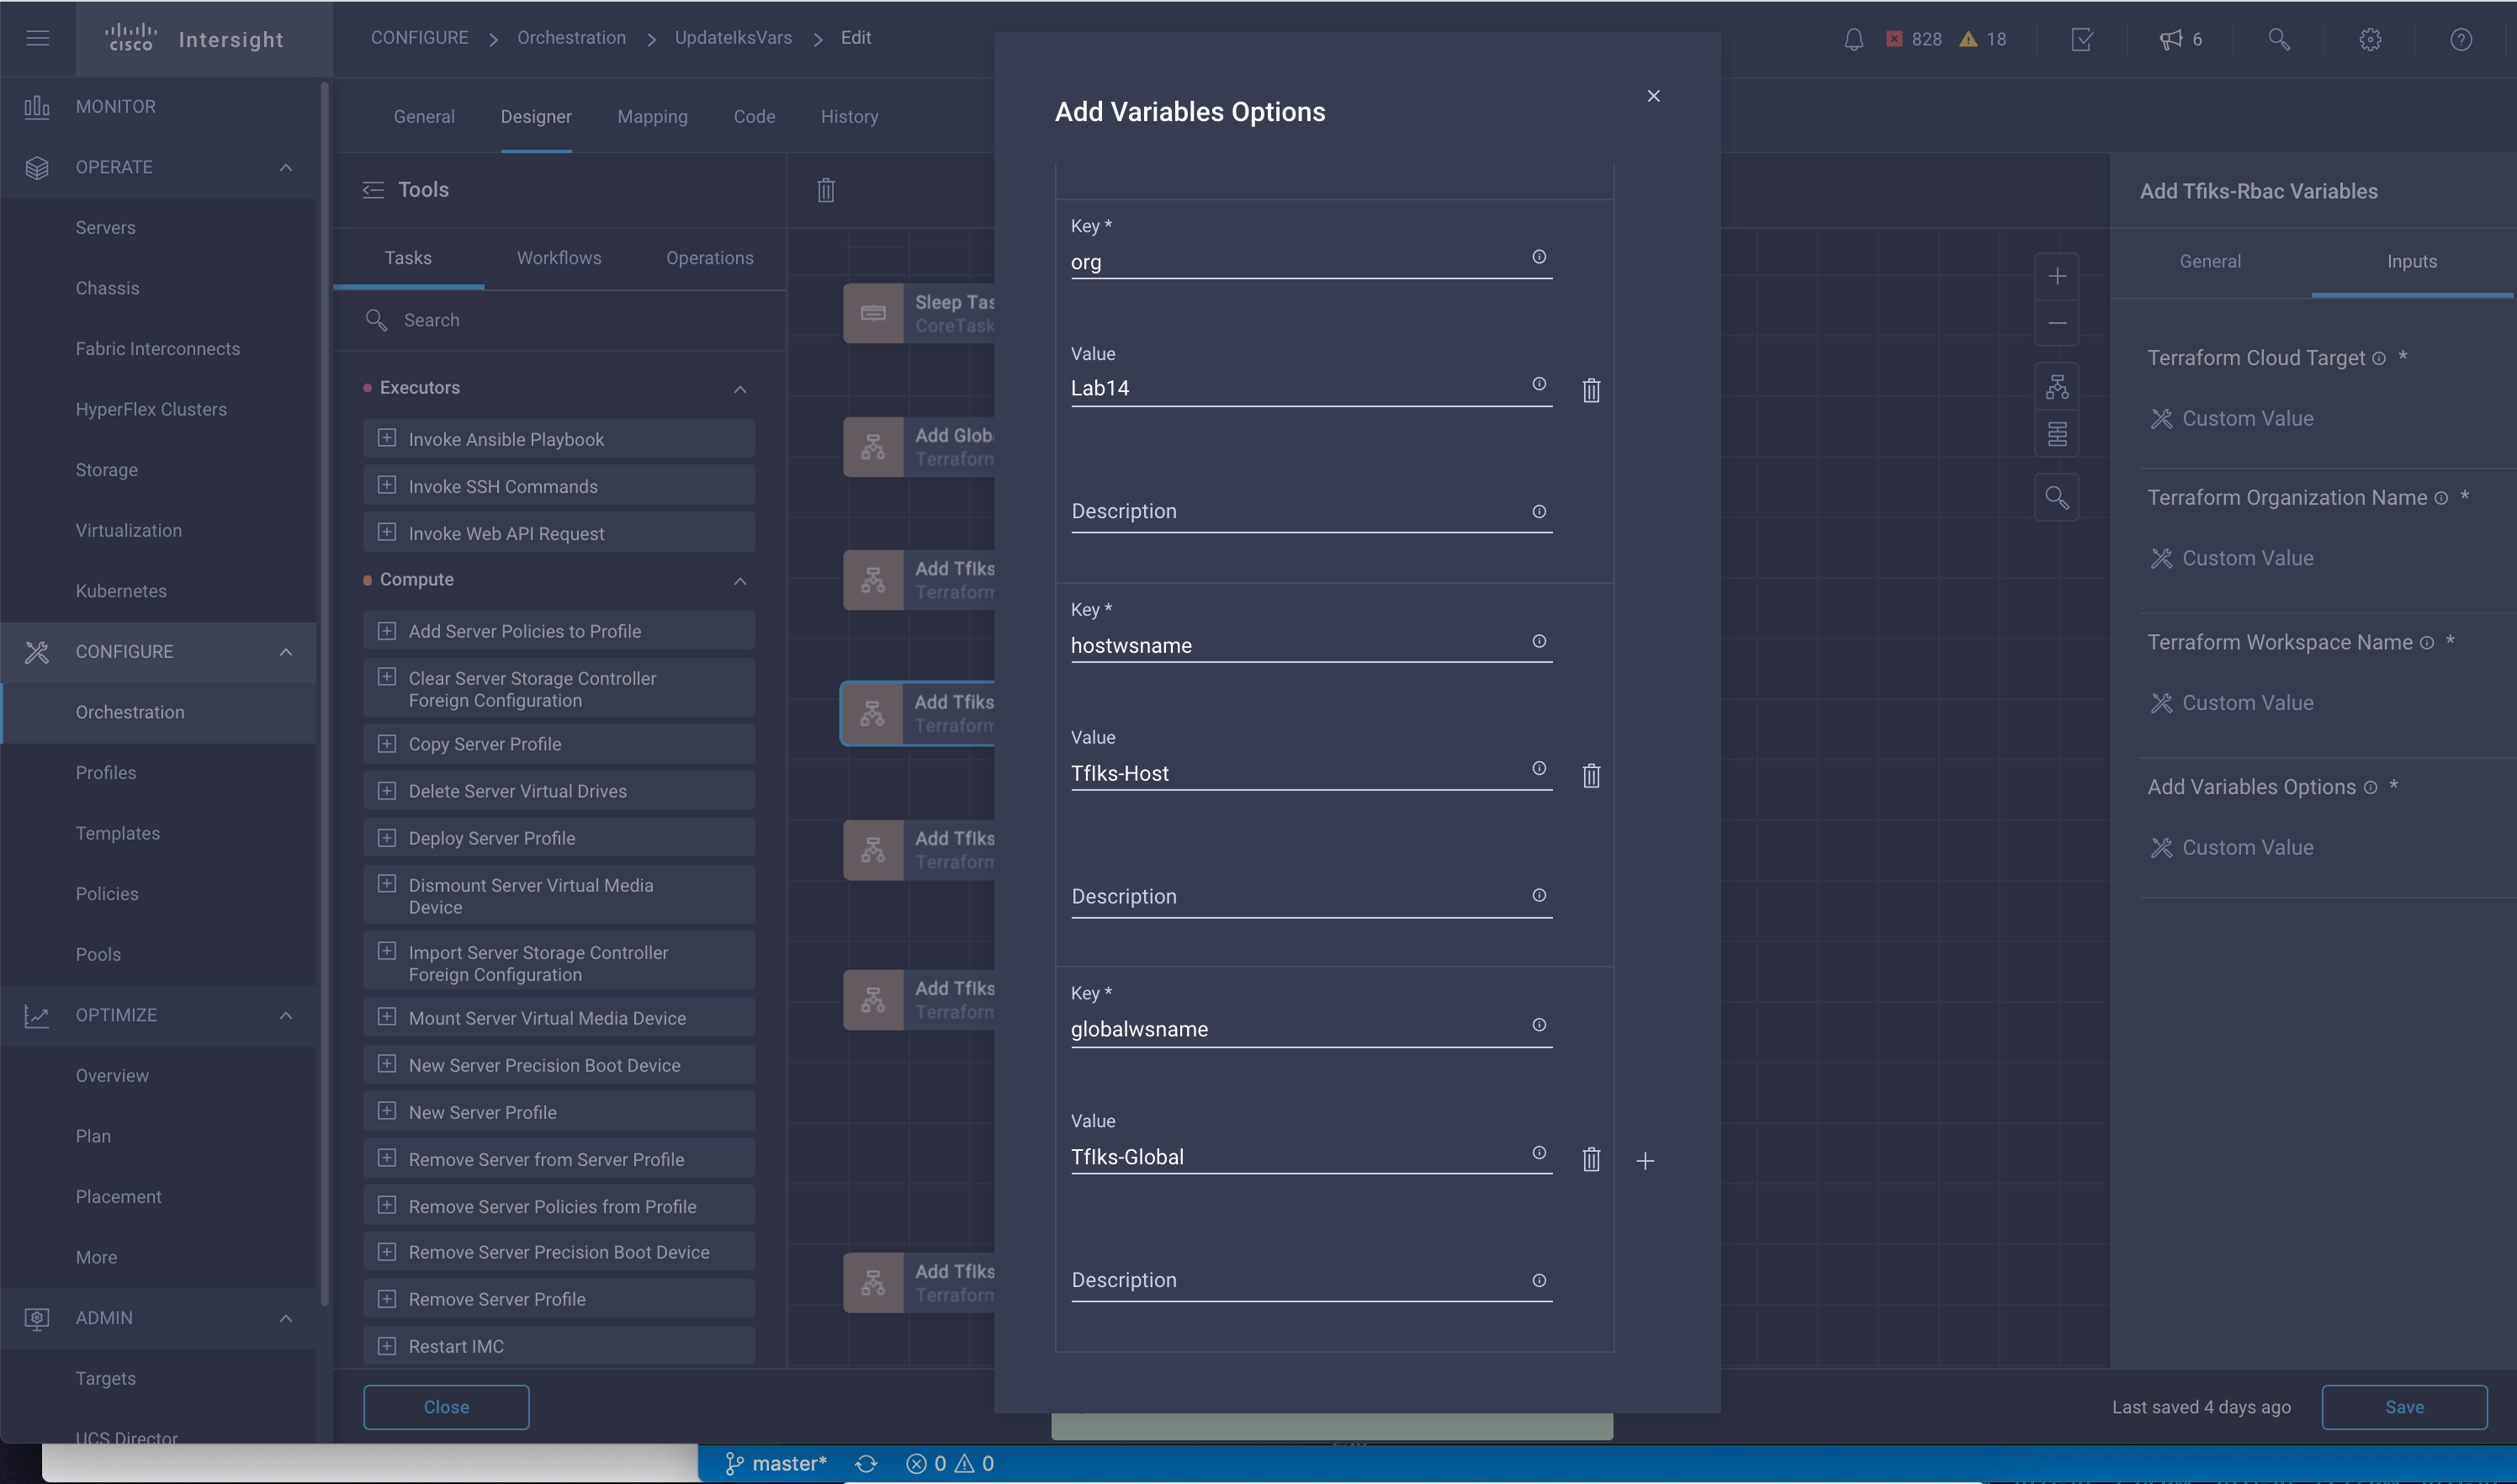 CISCO Intersight
CONFIGURE > Orchestration > UpdateIksVars > Edit
828 18 6
MONITOR
OPERATE
Servers
Chassis
Fabric Interconnects
HyperFlex Clusters
Storage
Virtualization
Kubernetes
CONFIGURE
Orchestration
Profiles
Templates
Policies
Pools
OPTIMIZE
Overview
Plan
Placement
More
ADMIN
Targets
UCS Director
General Designer Mapping Code History
Tools
Tasks Workflows Operations
Search
Executors
Invoke Ansible Playbook
Invoke SSH Commands
Invoke Web API Request
Compute
Add Server Policies to Profile
Clear Server Storage Controller
Foreign Configuration
Copy Server Profile
Delete Server Virtual Drives
Deploy Server Profile
Dismount Server Virtual Media
Device
Import Server Storage Controller
Foreign Configuration
Mount Server Virtual Media Device
New Server Precision Boot Device
New Server Profile
Remove Server from Server Profile
Remove Server Policies from Profile
Remove Server Precision Boot Device
Remove Server Profile
Restart IMC
Close
Sleep Tas
CoreTask
Add Glob
Terraform
Add TfIks
Terraform
Add Tfiks
Terraform
Add TfIks
Terraform
Add TfIks
Terraform
Add TfIks
Terraform
Add Variables Options
Key *
org
Value
Lab14
Description
Key *
hostwsname
Value
TfIks-Host
Description
Key *
globalwsname
Value
TfIks-Global
Description
Add Tfiks-Rbac Variables
General Inputs
Terraform Cloud Target *
Custom Value
Terraform Organization Name *
Custom Value
Terraform Workspace Name *
Custom Value
Add Variables Options *
Custom Value
Last saved 4 days ago
Save
master* 0 0